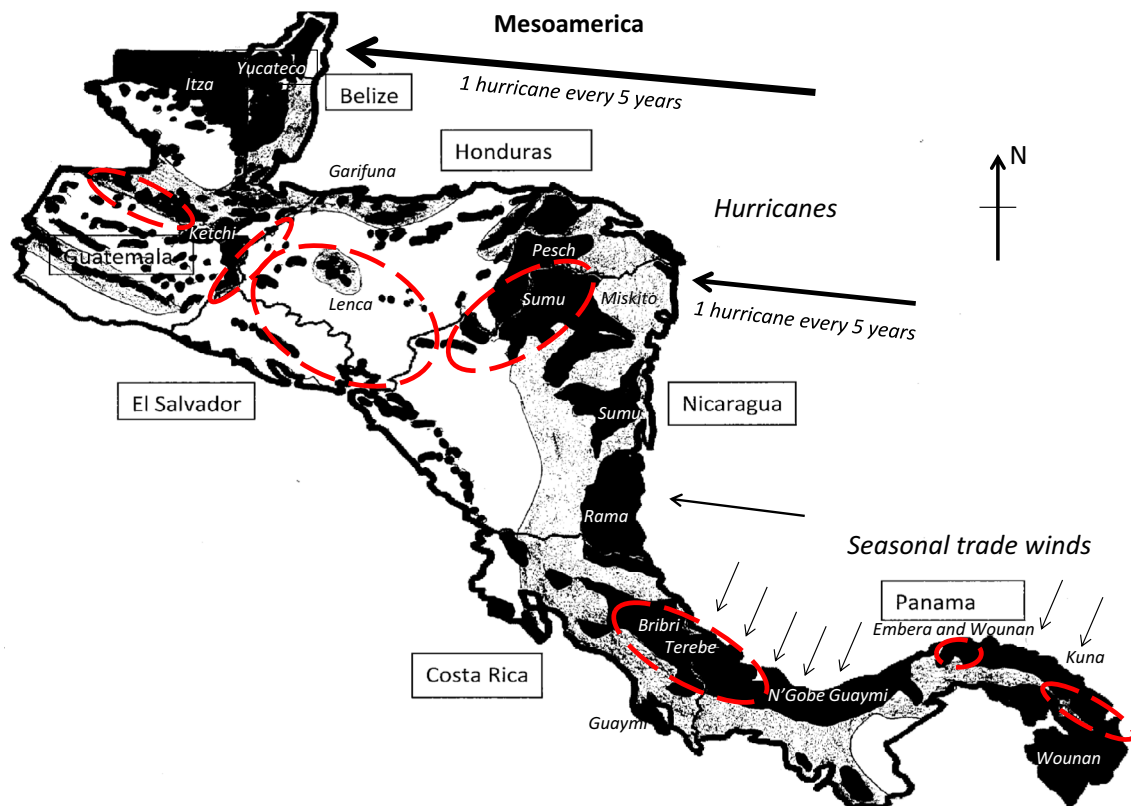 Mesoamerica
Yucateco
Itza
1 hurricane every 5 years
Belize
Honduras
Garifuna
N
Hurricanes
Ketchi
Guatemala
Pesch
Lenca
Sumu
Miskito
1 hurricane every 5 years
El Salvador
Sumu
Nicaragua
Rama
Seasonal trade winds
Panama
Bribri
Embera and Wounan
Terebe
Kuna
Costa Rica
N'Gobe Guaymi
Guaymi
Wounan